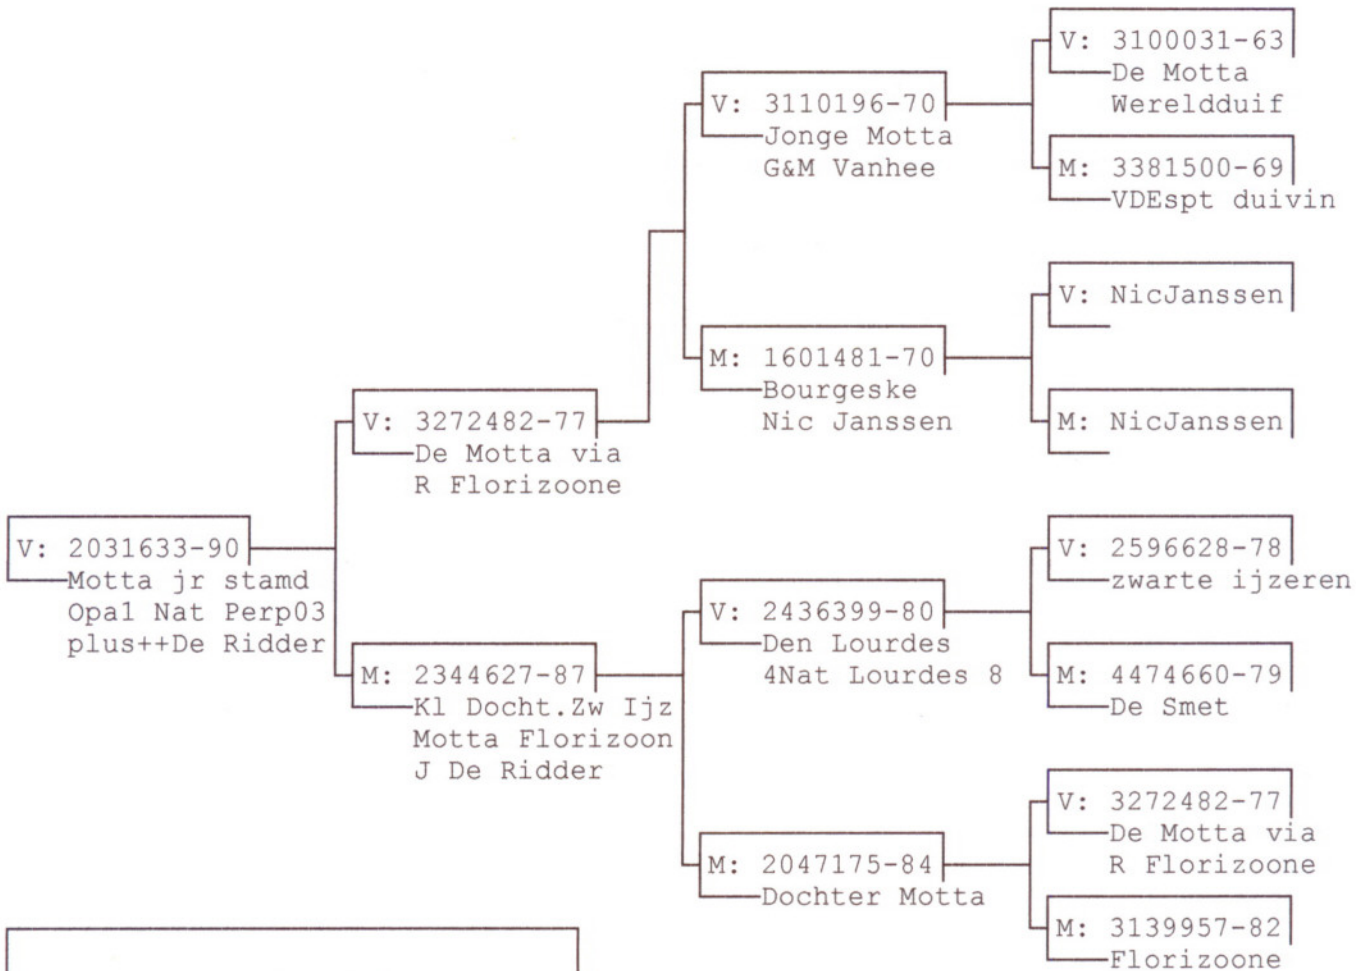 V: 3100031-63
De Motta
Wereldduif
V: 3110196-70
Jonge Motta
G&M Vanhee
M: 3381500-69
VDEspt duivin
V: NicJanssen
M: 1601481-70
Bourgeske
Nic Janssen
M: NicJanssen
V: 3272482-77
De Motta via
R Florizoone
V: 2031633-90
Motta jr stamd
Opal Nat Perp03
plus++De Ridder
V: 2596628-78
zwarte ijzeren
V: 2436399-80
Den Lourdes
4Nat Lourdes 8
M: 2344627-87
Kl Docht.Zw Ijz
Motta Florizoon
J De Ridder
M: 4474660-79
De Smet
V: 3272482-77
De Motta via
R Florizoone
M: 2047175-84
Dochter Motta
M: 3139957-82
Florizoone